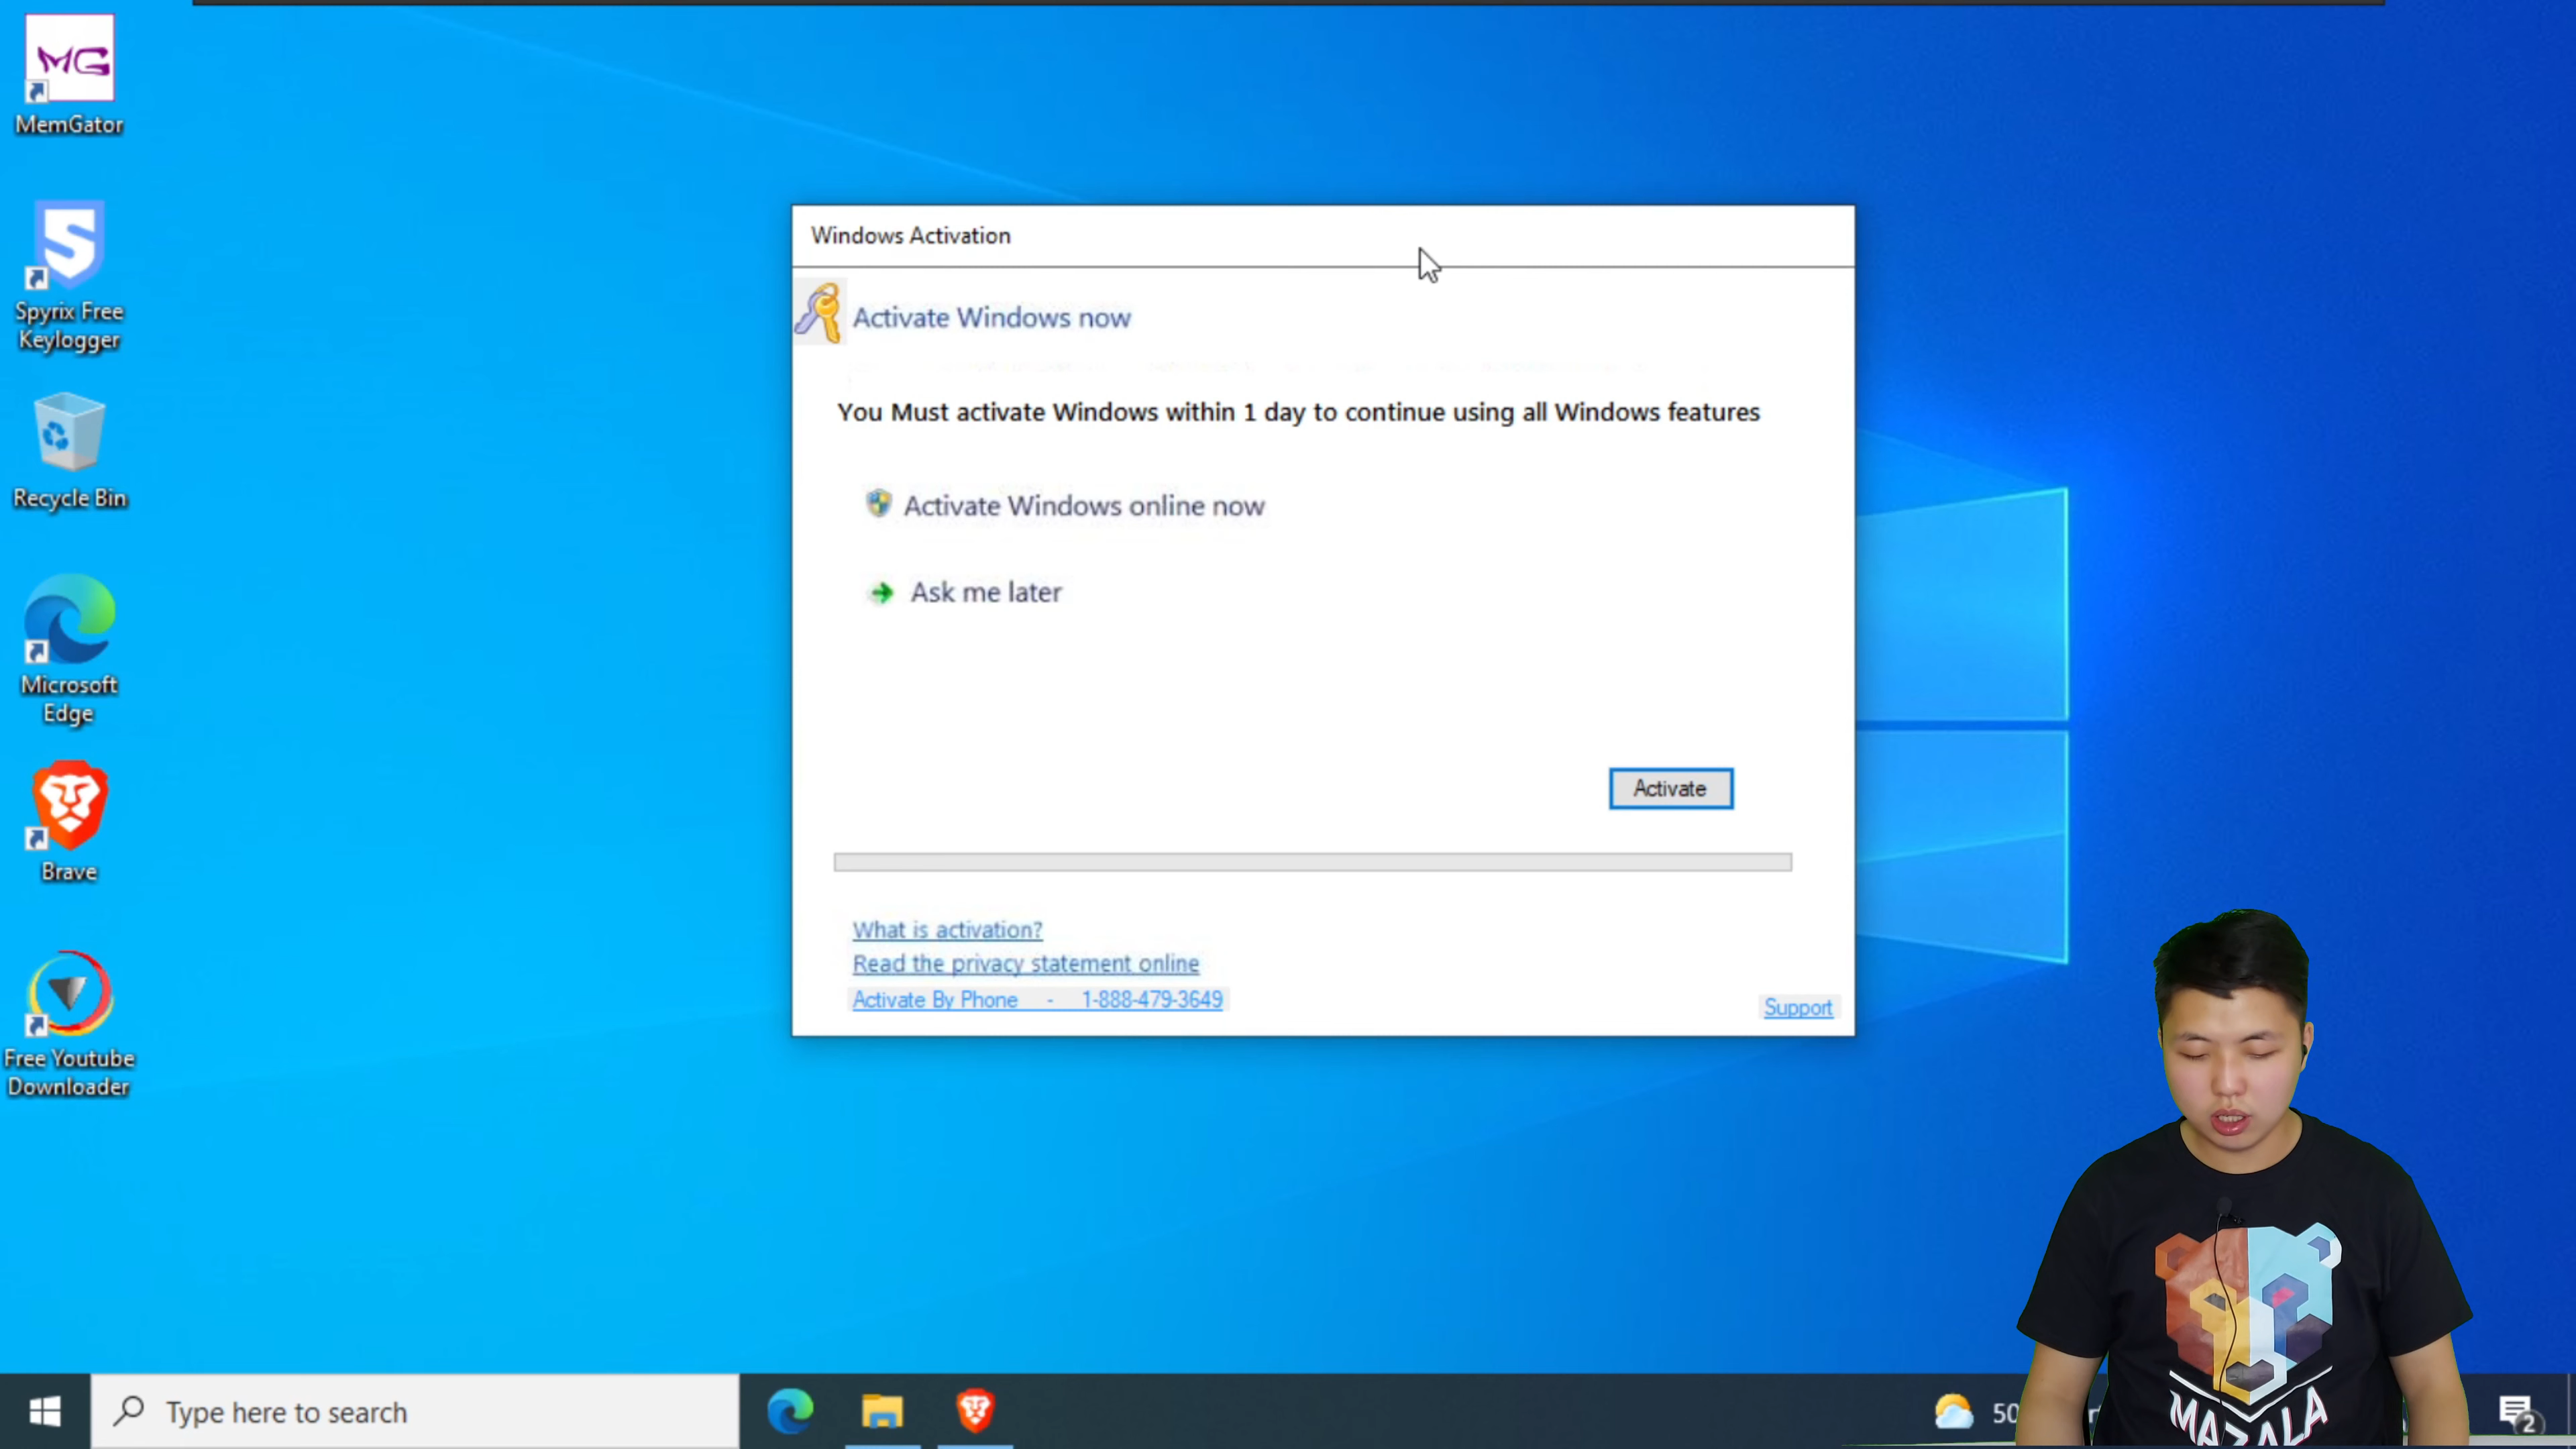 MG
MemGator
Spyrix Free
Keylogger
Recycle Bin
Microsoft
Edge
Brave
Free Youtube
Downloader
Windows Activation
Activate Windows now
You Must activate Windows within 1 day to continue using all Windows features
Activate Windows online now
Ask me later
Activate
What is activation?
Read the privacy statement online
Activate By Phone - 1-888-479-3649
Support
MAZALA
Type here to search
50
2